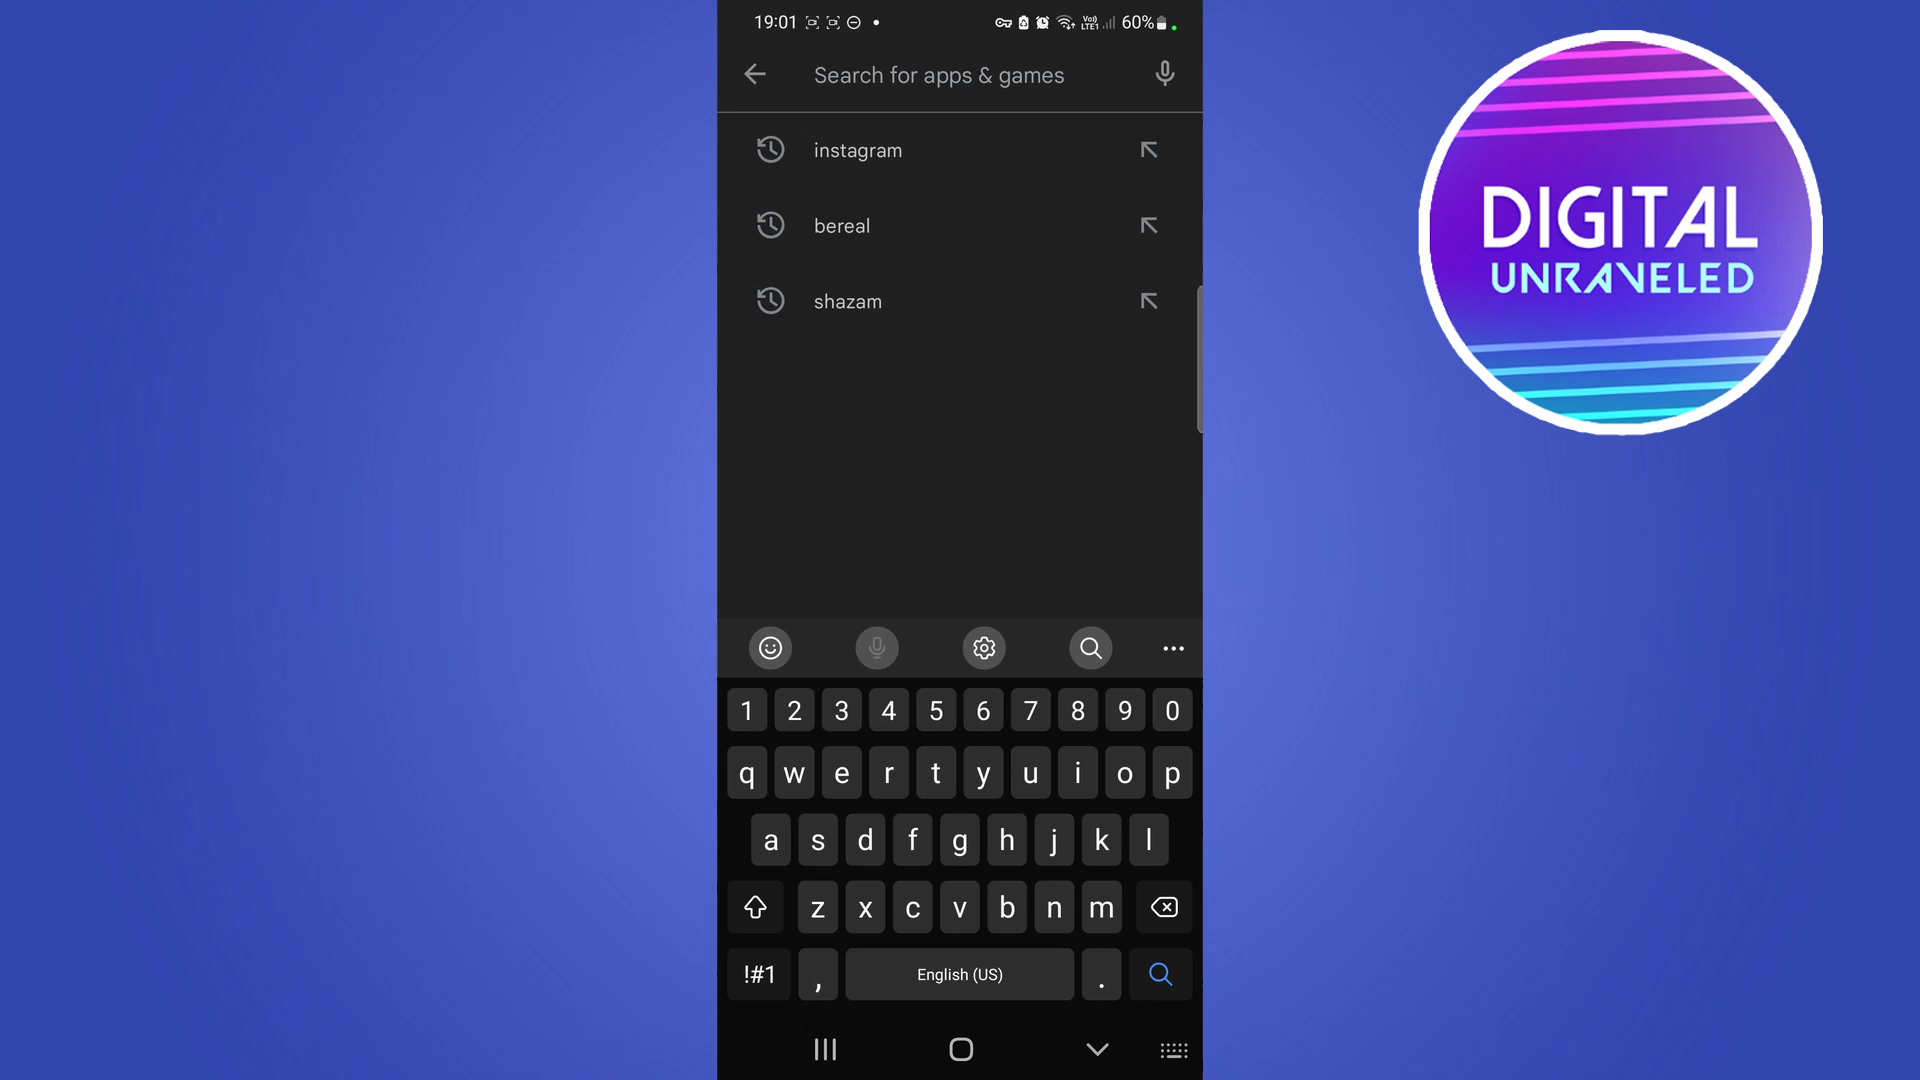 19:01
VoLTE1
60%
Search for apps & games
instagram
bereal
shazam
1 2 3 4 5 6 7 8 9 0
q w e r t y u i o p
a s d f g h j k l
z x c v b n m
!#1 , English (US) .
DIGITAL
UNRAVELED